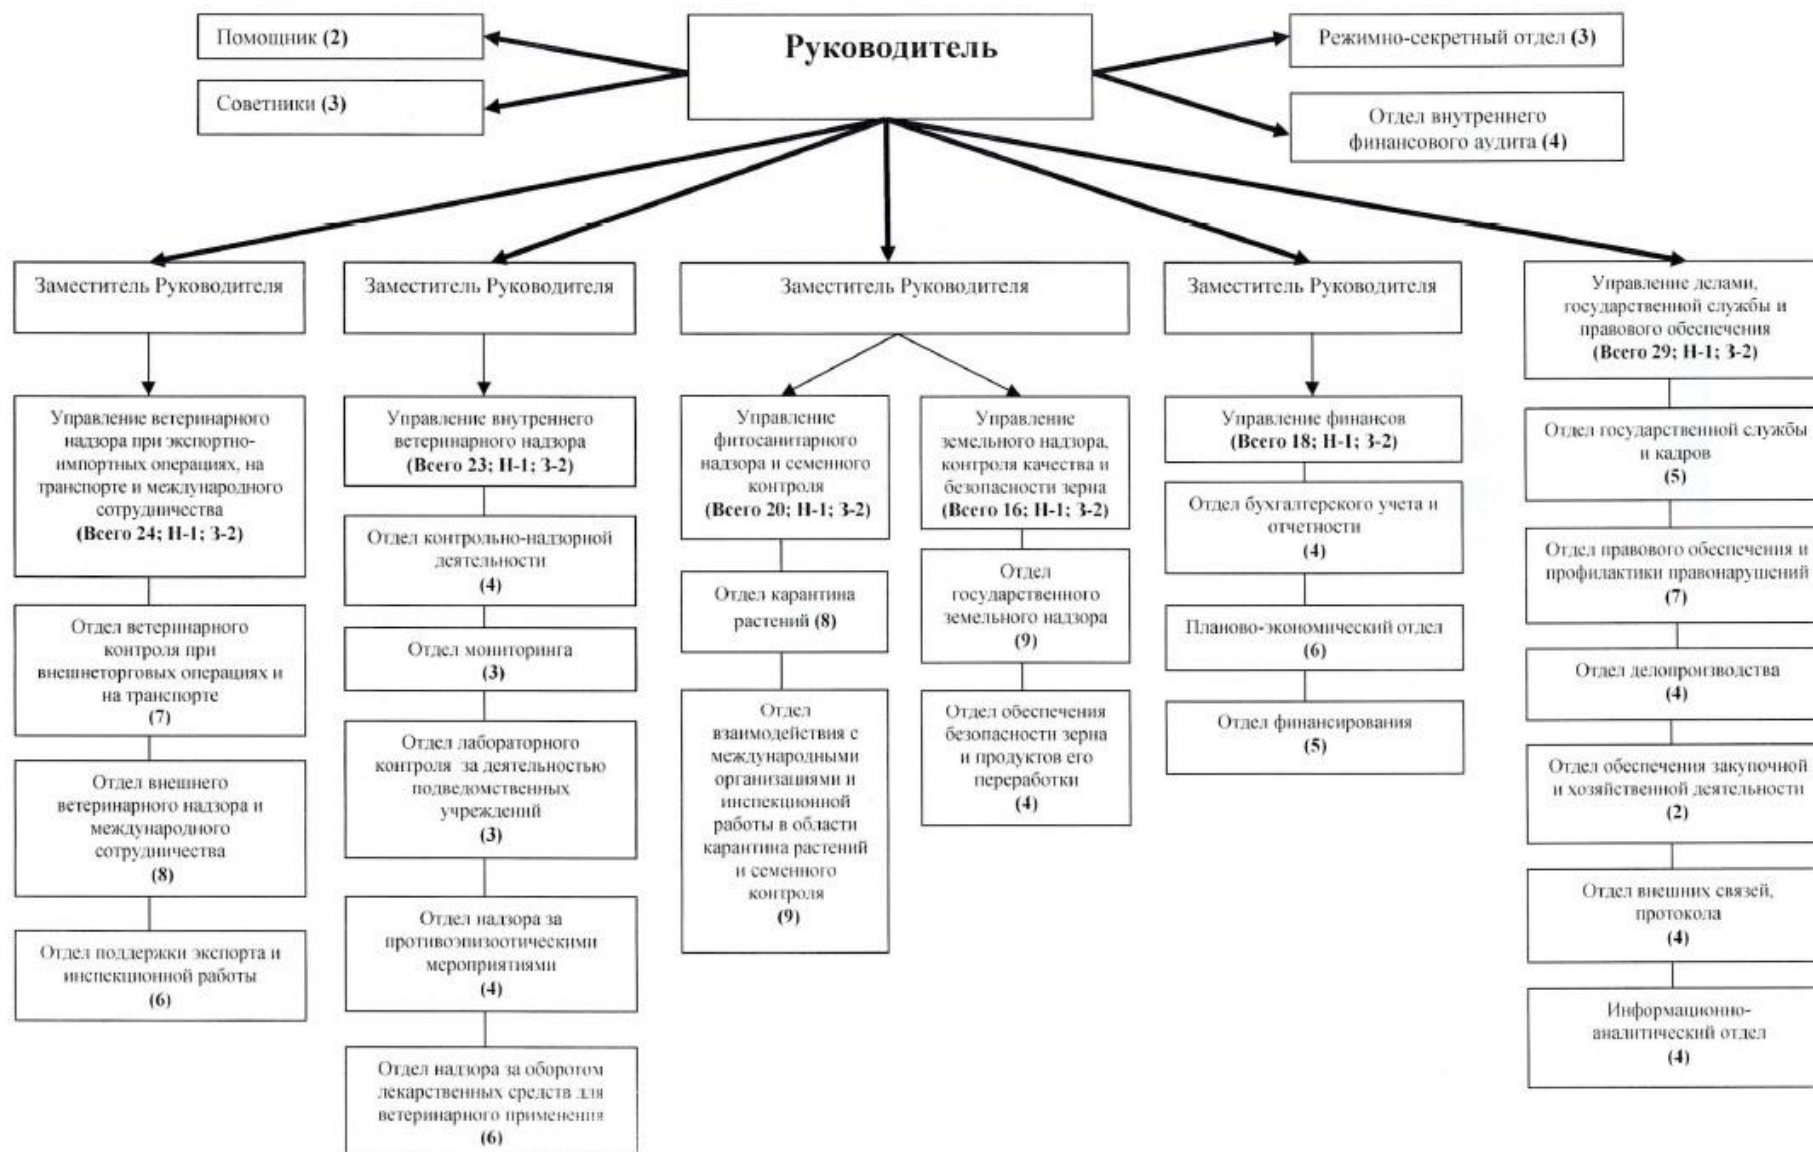 Руководитель
Помощник (2)
Советники (3)
Режимно-секретный отдел (3)
Отдел внутреннего
финансового аудита (4)
Заместитель Руководителя
Управление ветеринарного
надзора при экспортно-
импортных операциях, на
транспорте и международного
сотрудничества
(Всего 24; Н-1; З-2)
Отдел ветеринарного
контроля при
внешнеторговых операциях и
на транспорте
(7)
Отдел внешнего
ветеринарного надзора и
международного
сотрудничества
(8)
Отдел поддержки экспорта и
инспекционной работы
(6)
Заместитель Руководителя
Управление внутреннего
ветеринарного надзора
(Всего 23; Н-1; З-2)
Отдел контрольно-надзорной
деятельности
(4)
Отдел мониторинга
(3)
Отдел лабораторного
контроля за деятельностью
подведомственных
учреждений
(3)
Отдел надзора за
противоэпизоотическими
мероприятиями
(4)
Отдел надзора за оборотом
лекарственных средств для
ветеринарного применения
(6)
Заместитель Руководителя
Управление
фитосанитарного
надзора и семенного
контроля
(Всего 20; Н-1; З-2)
Отдел карантина
растений (8)
Отдел
взаимодействия с
международными
организациями и
инспекционной
работы в области
карантина растений
и семенного
контроля
(9)
Управление
земельного надзора,
контроля качества и
безопасности зерна
(Всего 16; Н-1; З-2)
Отдел
государственного
земельного надзора
(9)
Отдел обеспечения
безопасности зерна
и продуктов его
переработки
(4)
Заместитель Руководителя
Управление финансов
(Всего 18; Н-1; З-2)
Отдел бухгалтерского учета и
отчетности
(4)
Планово-экономический отдел
(6)
Отдел финансирования
(5)
Управление делами,
государственной службы и
правового обеспечения
(Всего 29; Н-1; З-2)
Отдел государственной службы
и кадров
(5)
Отдел правового обеспечения и
профилактики правонарушений
(7)
Отдел делопроизводства
(4)
Отдел обеспечения закупочной
и хозяйственной деятельности
(2)
Отдел внешних связей,
протокола
(4)
Информационно-
аналитический отдел
(4)